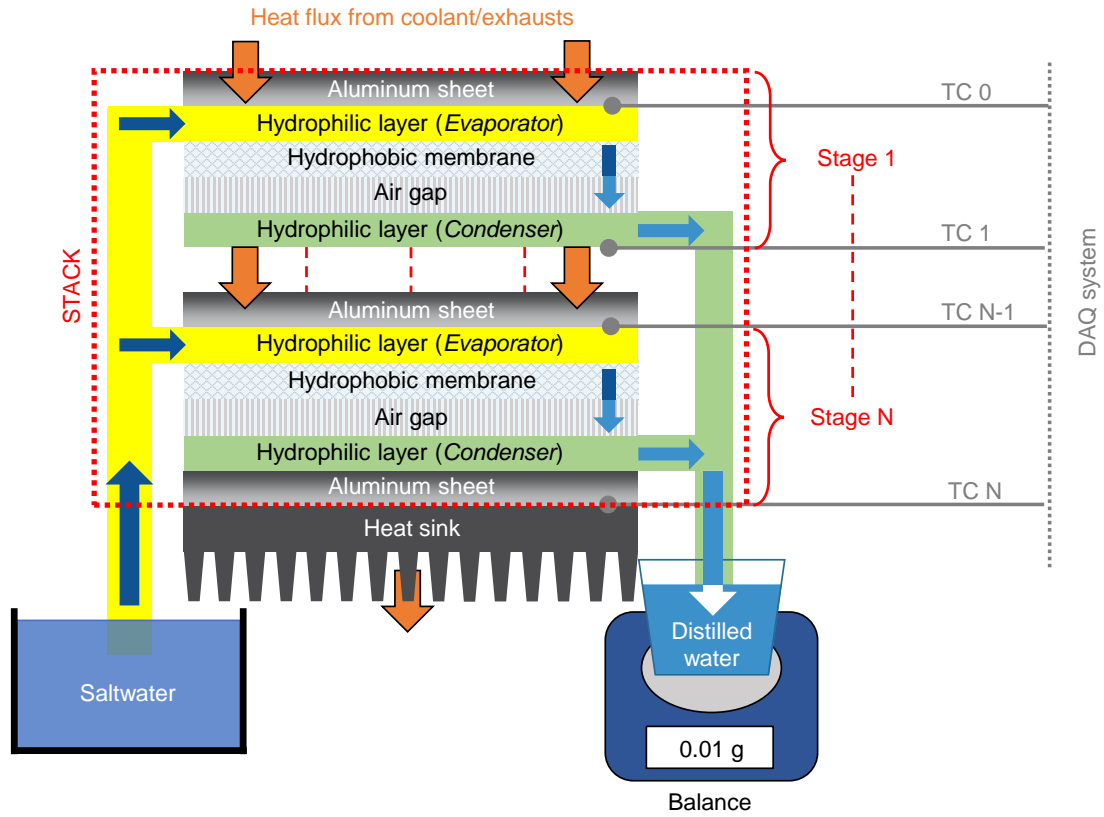 Heat flux from coolant/exhausts
Aluminum sheet
TC 0
Hydrophilic layer (Evaporator)
Hydrophobic membrane
Stage 1
Air gap
Hydrophilic layer (Condenser)
TC 1
STACK
DAQ system
Aluminum sheet
TC N-1
Hydrophilic layer (Evaporator)
Hydrophobic membrane
Air gap
Stage N
Hydrophilic layer (Condenser)
Aluminum sheet
TC N
Heat sink
Saltwater
Distilled
water
0.01 g
Balance